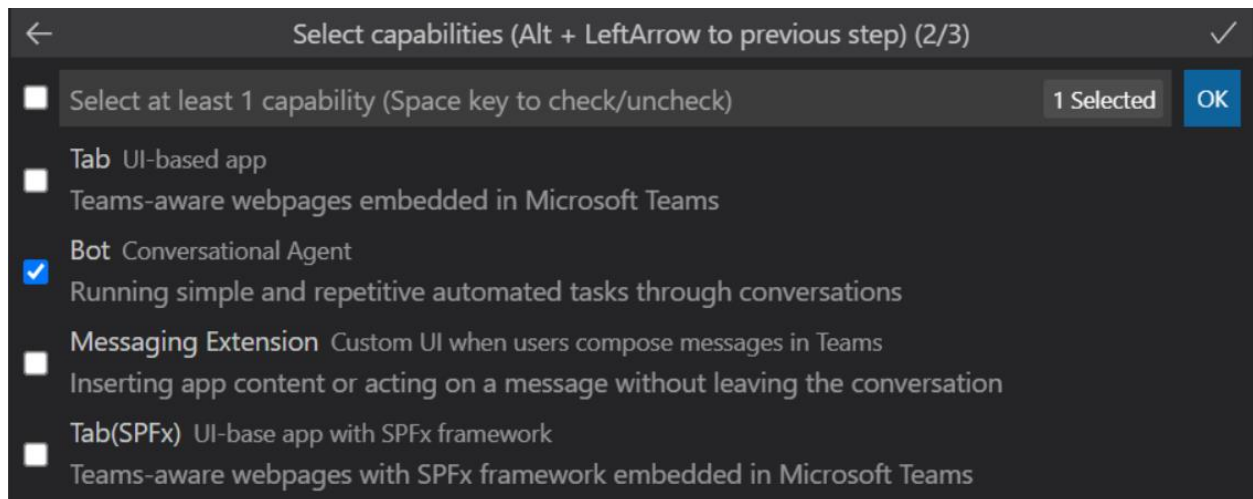 Select capabilities (Alt + LeftArrow to previous step) (2/3)
Select at least 1 capability (Space key to check/uncheck) 1 Selected OK
Tab UI-based app
Teams-aware webpages embedded in Microsoft Teams
Bot Conversational Agent
Running simple and repetitive automated tasks through conversations
Messaging Extension Custom UI when users compose messages in Teams
Inserting app content or acting on a message without leaving the conversation
Tab(SPFx) UI-base app with SPFx framework
Teams-aware webpages with SPFx framework embedded in Microsoft Teams